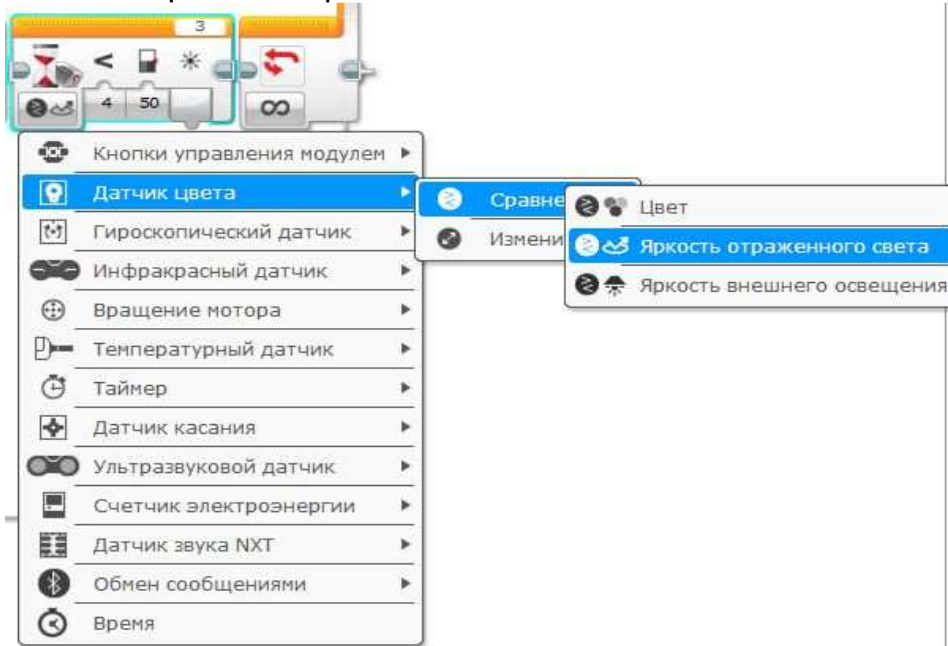 3
< 4 50 ∞
Кнопки управления модулем
Датчик цвета
Гироскопический датчик
Инфракрасный датчик
Вращение мотора
Температурный датчик
Таймер
Датчик касания
Ультразвуковой датчик
Счетчик электроэнергии
Датчик звука NXT
Обмен сообщениями
Время
Сравне
Измени
Цвет
Яркость отраженного света
Яркость внешнего освещения